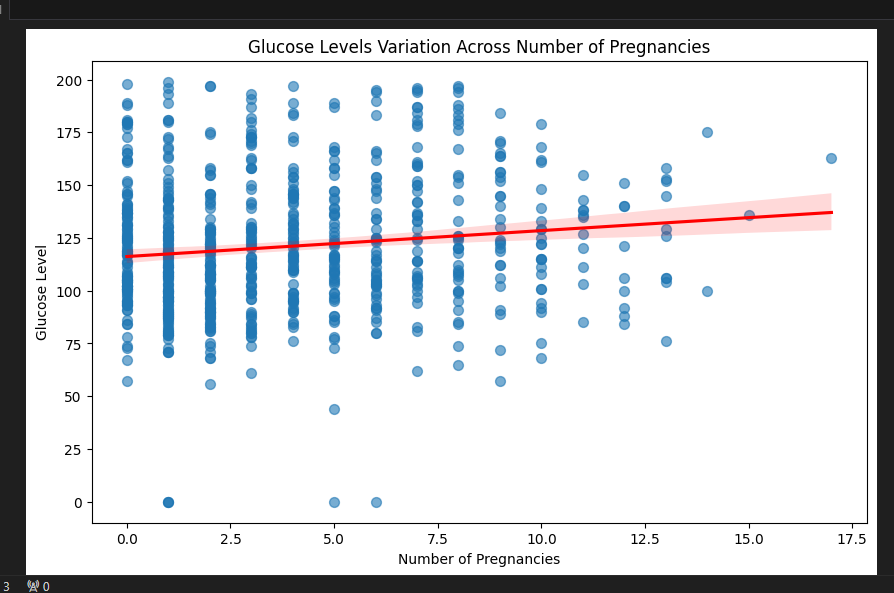 Glucose Levels Variation Across Number of Pregnancies
200
175
150
125
100
75
50
25
0
Glucose Level
0.0 2.5 5.0 7.5 10.0 12.5 15.0 17.5
Number of Pregnancies
3 0